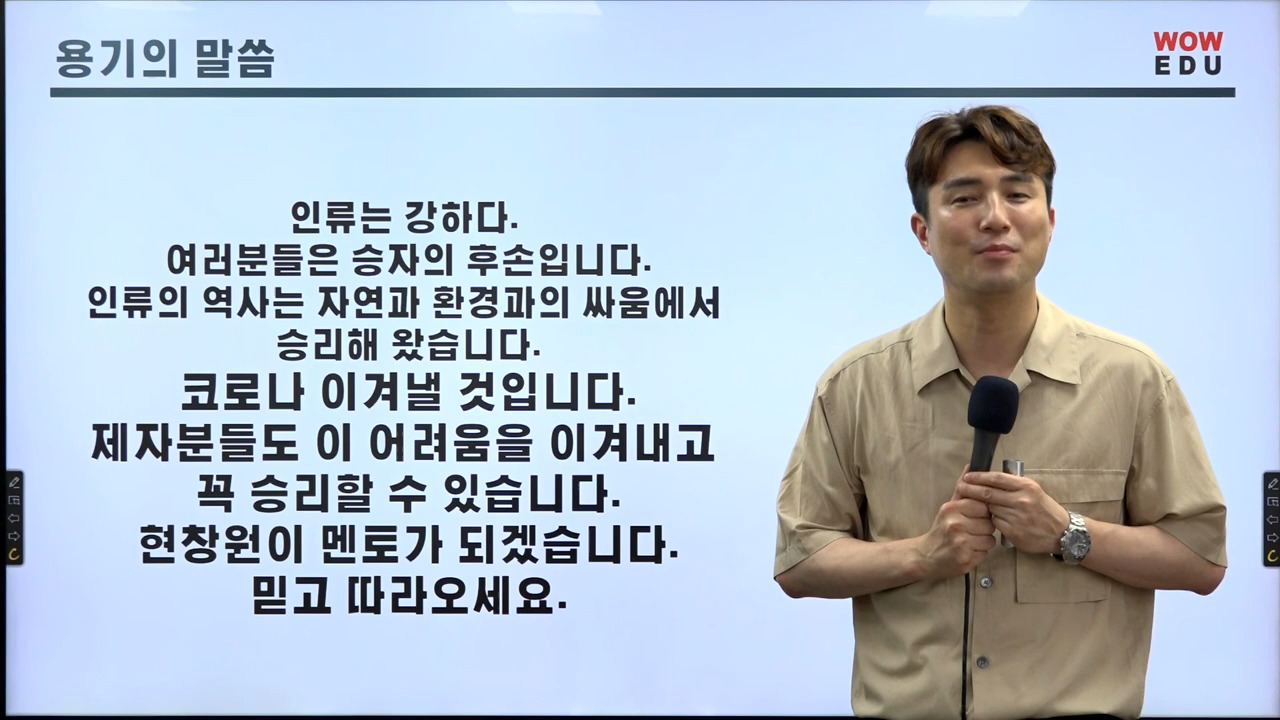 용기의 말씀
WOW
EDU
인류는 강하다.
여러분들은 승자의 후손입니다.
인류의 역사는 자연과 환경과의 싸움에서
승리해 왔습니다.
코로나 이겨낼 것입니다.
제자분들도 이 어려움을 이겨내고
꼭 승리할 수 있습니다.
현창원이 멘토가 되겠습니다.
믿고 따라오세요.